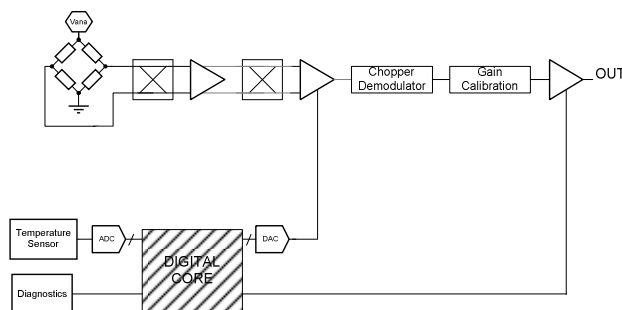 Vana
Chopper
Demodulator
Gain
Calibration
OUT
Temperature
Sensor
ADC
DIGITAL
CORE
DAC
Diagnostics